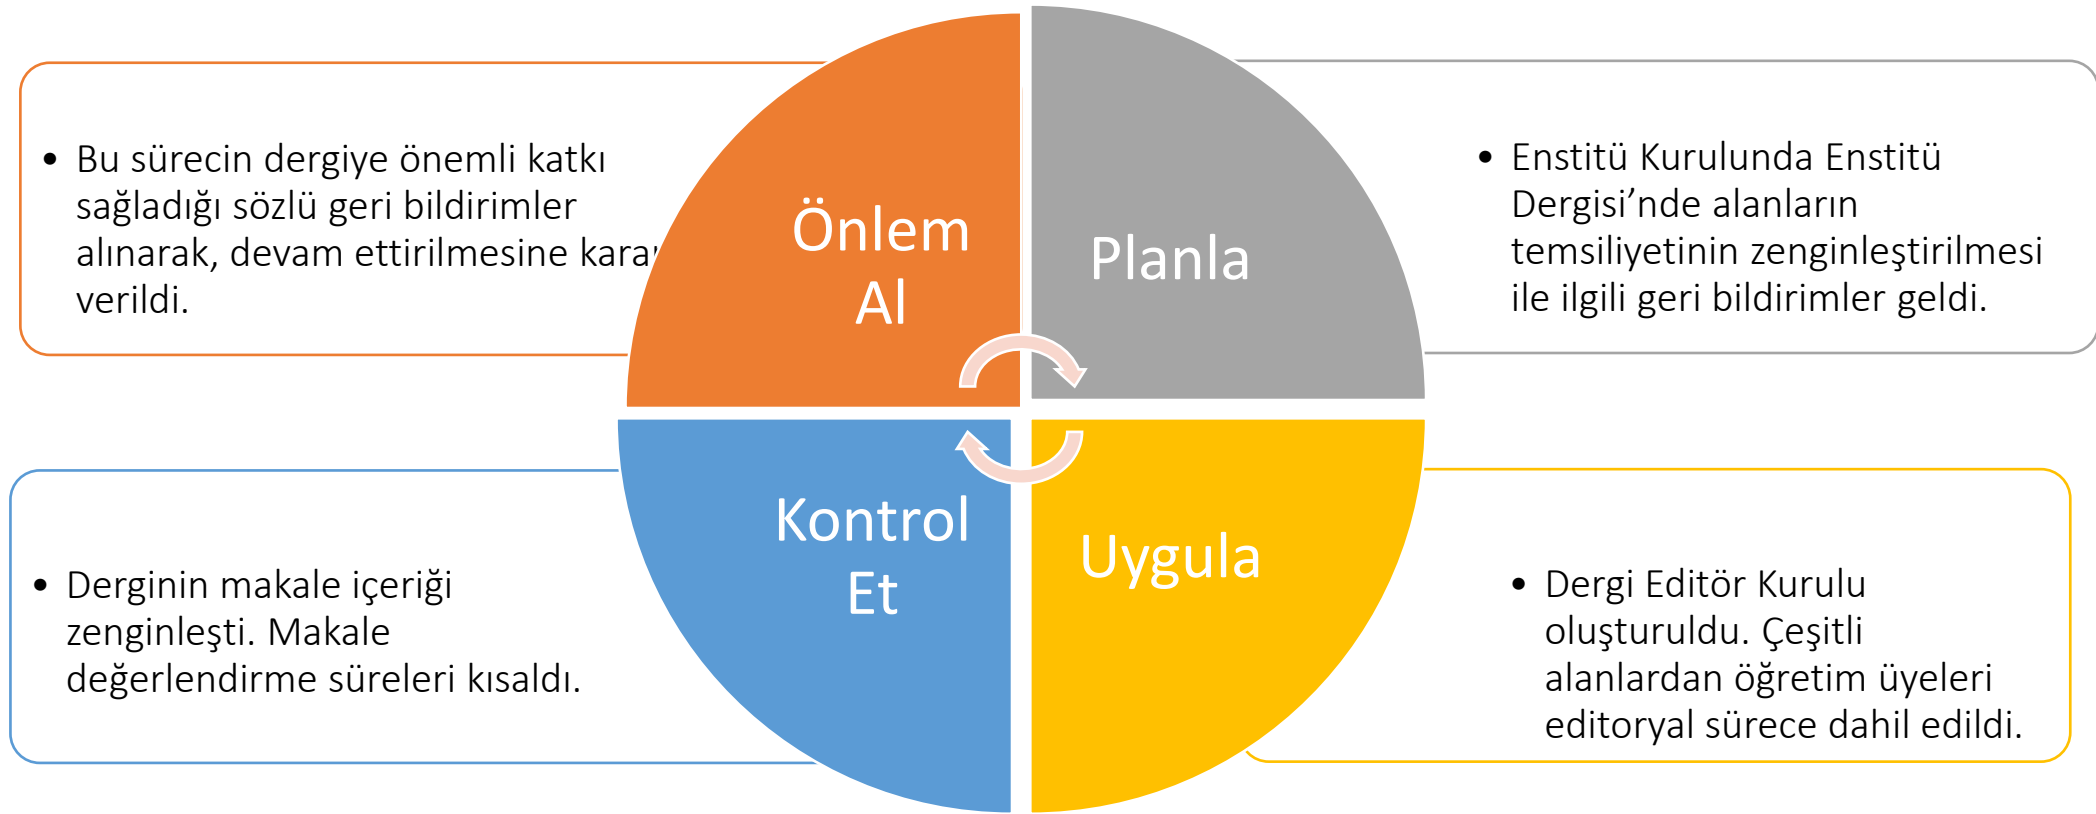 • Bu sürecin dergiye önemli katkı
sağladığı sözlü geri bildirimler
alınarak, devam ettirilmesine karar
verildi.
Önlem
Al
Planla
• Enstitü Kurulunda Enstitü
Dergisi’nde alanların
temsiliyetinin zenginleştirilmesi
ile ilgili geri bildirimler geldi.
• Derginin makale içeriği
zenginleşti. Makale
değerlendirme süreleri kısaldı.
Kontrol
Et
Uygula
• Dergi Editör Kurulu
oluşturuldu. Çeşitli
alanlardan öğretim üyeleri
editoryal sürece dahil edildi.